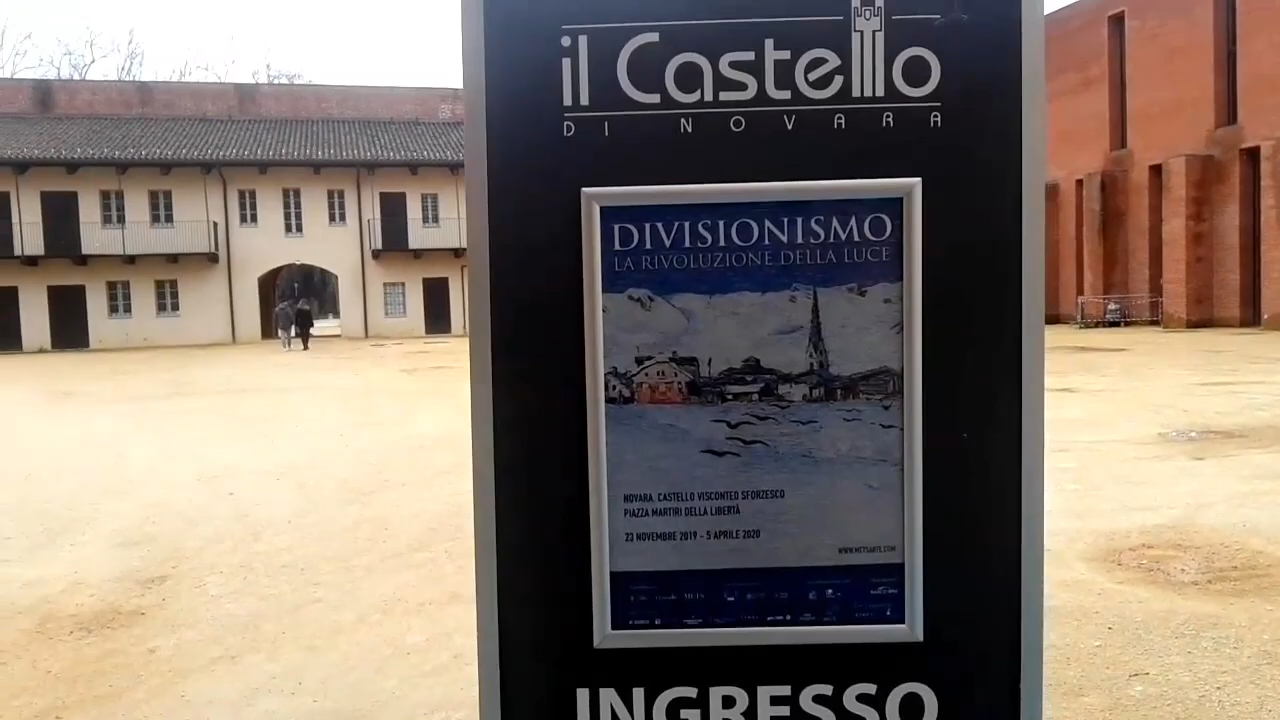 il Castello
DI NOVARA
DIVISIONISMO
LA RIVOLUZIONE DELLA LUCE
NOVARA, CASTELLO VISCONTEO SFORZESCO
PIAZZA MARTIRI DELLA LIBERTÀ
23 NOVEMBRE 2019 - 5 APRILE 2020
WWW.METSARTE.COM
METS
INGRESSO